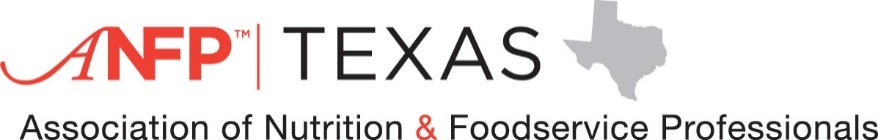 ANFP™ | TEXAS
Association of Nutrition & Foodservice Professionals